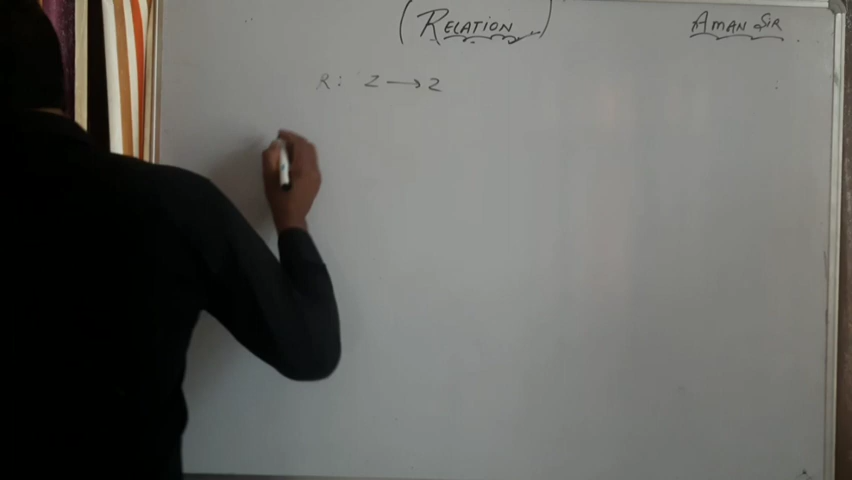 (RELATION) AMAN SIR
R: Z → Z